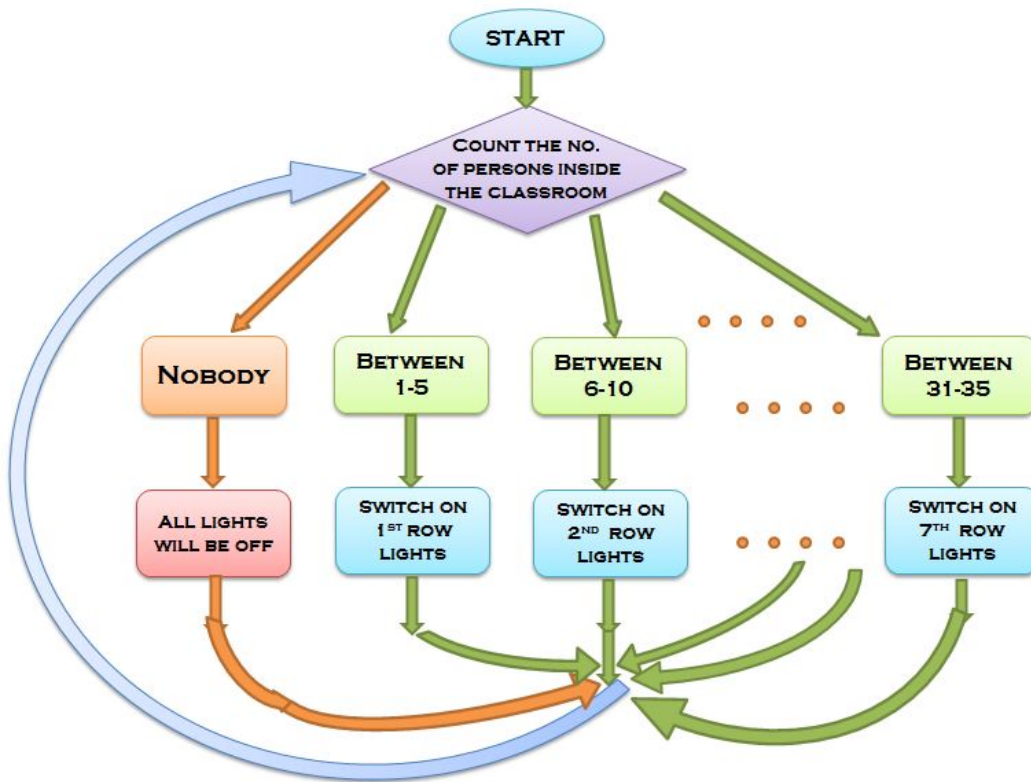 START
COUNT THE NO.
OF PERSONS INSIDE
THE CLASSROOM
NOBODY
BETWEEN
1-5
BETWEEN
6-10
BETWEEN
31-35
ALL LIGHTS
WILL BE OFF
SWITCH ON
1ST ROW
LIGHTS
SWITCH ON
2ND ROW
LIGHTS
SWITCH ON
7TH ROW
LIGHTS